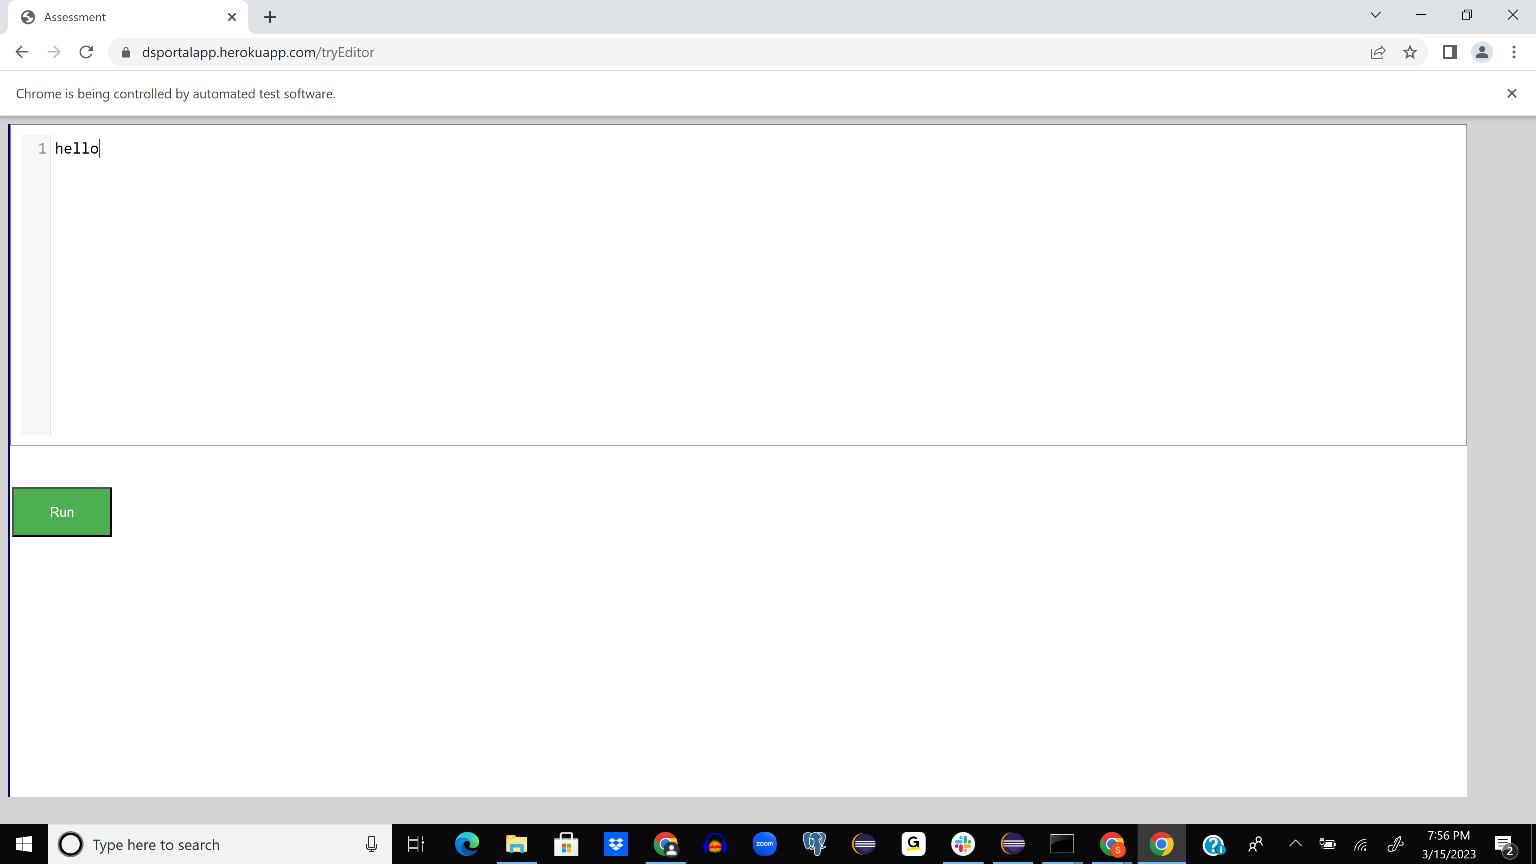 Assessment
dsportalapp.herokuapp.com/tryEditor
Chrome is being controlled by automated test software.
1 hello
Run
Type here to search
zoom
G
S
7:56 PM
3/15/2023
2